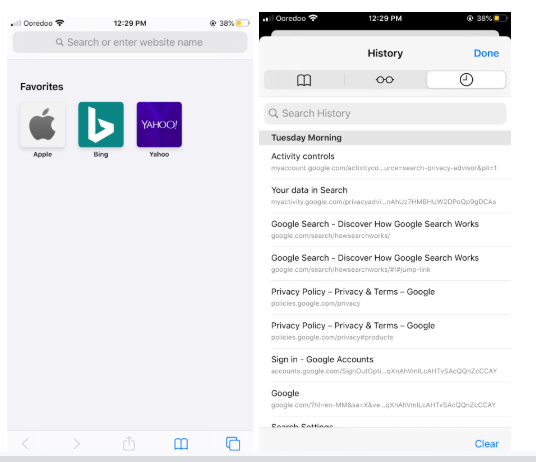 Ooredoo
12:29 PM
38%
Search or enter website name
Favorites
YAHOO!
Apple
Bing
Yahoo
Ooredoo
12:29 PM
38%
History
Done
Search History
Tuesday Morning
Activity controls
myaccount.google.com/activityco...urce=search-privacy-advisor&pli=1
Your data in Search
myactivity.google.com/privacyadvi...nAhUz7HMBHUW2DPoQp9gDCAs
Google Search - Discover How Google Search Works
google.com/search/howsearchworks/
Google Search - Discover How Google Search Works
google.com/search/howsearchworks/#!#jump-link
Privacy Policy – Privacy & Terms – Google
policies.google.com/privacy
Privacy Policy – Privacy & Terms – Google
policies.google.com/privacy#products
Sign in - Google Accounts
accounts.google.com/SignOutOpti...qXnAhVmILcAHTvSAcQQnZcCCAY
Google
google.com/?hl=en-MM&sa=X&ve...qXnAhVmILcAHTvSAcQQnZcCCAY
Search Settings
Clear